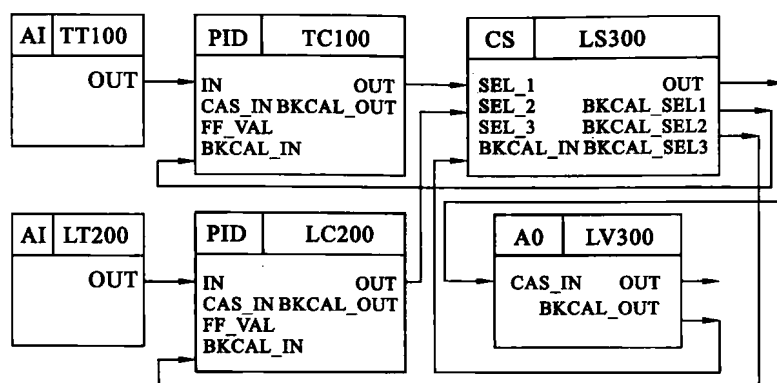 AI TT100
OUT
PID TC100
IN OUT
CAS_IN BKCAL_OUT
FF_VAL
BKCAL_IN
CS LS300
SEL_1 OUT
SEL_2 BKCAL_SEL1
SEL_3 BKCAL_SEL2
BKCAL_IN BKCAL_SEL3
AI LT200
OUT
PID LC200
IN OUT
CAS_IN BKCAL_OUT
FF_VAL
BKCAL_IN
A0 LV300
CAS_IN OUT
BKCAL_OUT